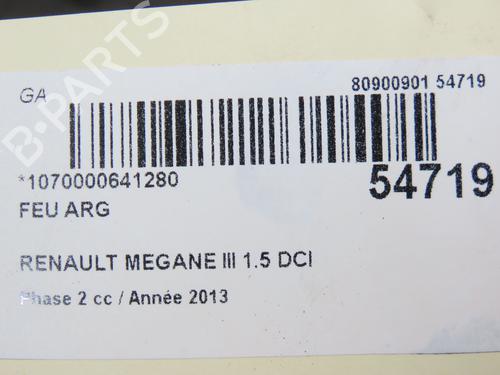 GA
80900901 54719
B-PARTS
*1070000641280
54719
FEU ARG
RENAULT MEGANE III 1.5 DCI
Phase 2 cc / Année 2013